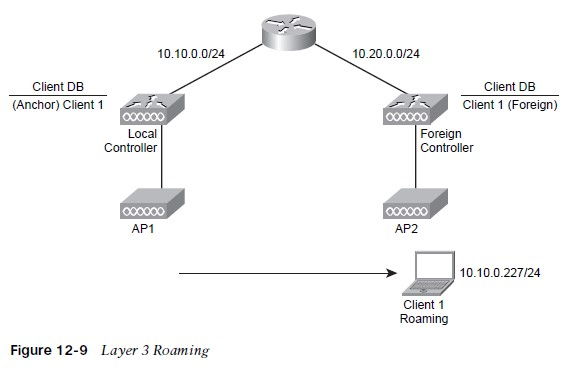 10.10.0.0/24
10.20.0.0/24
Client DB
(Anchor) Client 1
Client DB
Client 1 (Foreign)
Local
Controller
Foreign
Controller
AP1
AP2
10.10.0.227/24
Client 1
Roaming
Figure 12-9 Layer 3 Roaming